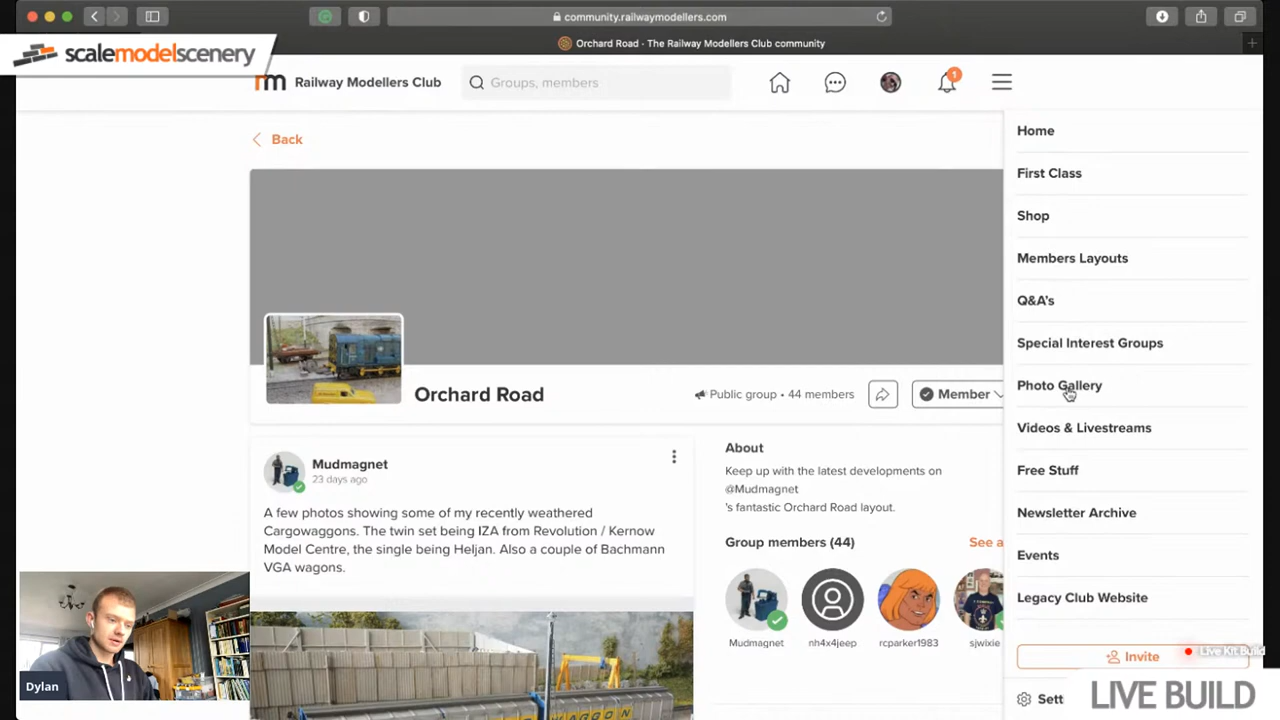 community.railwaymodellers.com
Orchard Road - The Railway Modellers Club community
scalemodelscenery
rm Railway Modellers Club
Groups, members
1
Back
Home
First Class
Shop
Members Layouts
Q&A's
Special Interest Groups
Photo Gallery
Videos & Livestreams
Free Stuff
Newsletter Archive
Events
Legacy Club Website
Invite
Live Kit Build
Sett
LIVE BUILD
Orchard Road
Public group • 44 members
Member
Mudmagnet
23 days ago
A few photos showing some of my recently weathered
Cargowaggons. The twin set being IZA from Revolution / Kernow
Model Centre, the single being Heljan. Also a couple of Bachmann
VGA wagons.
About
Keep up with the latest developments on
@Mudmagnet
's fantastic Orchard Road layout.
Group members (44)
See a
Mudmagnet
nh4x4jeep
rcparker1983
sjwixie
Dylan